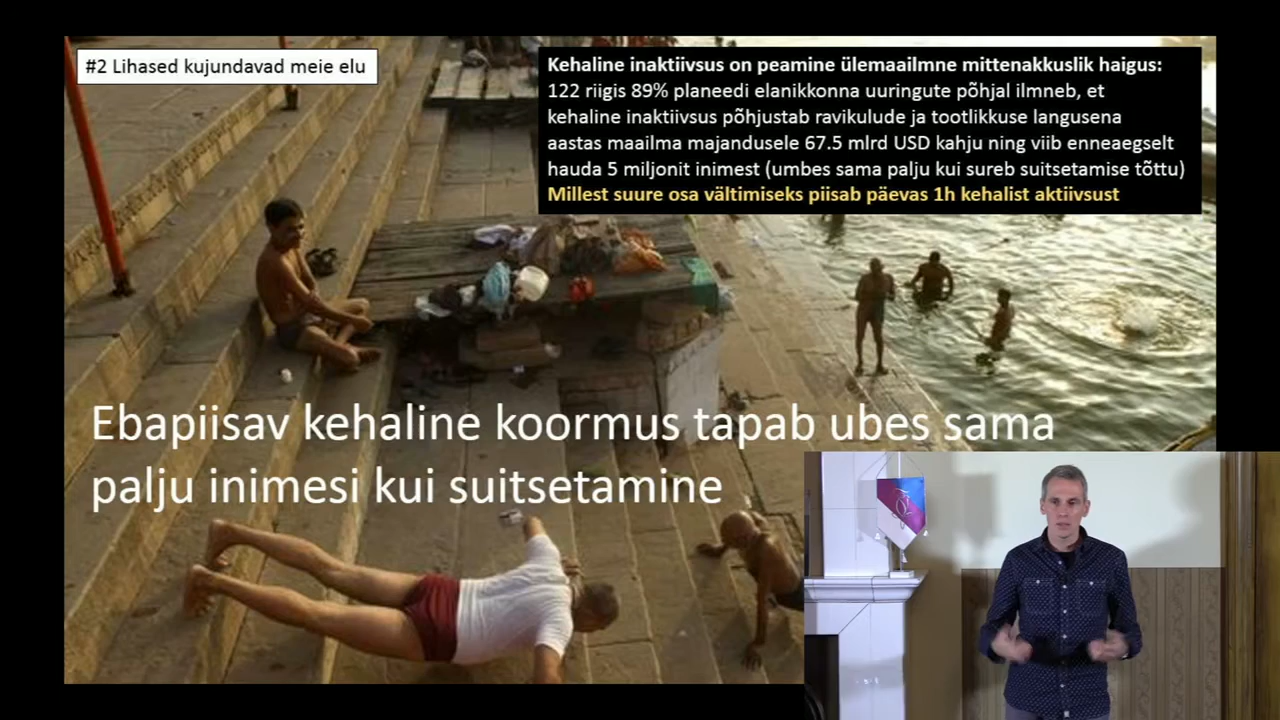 #2 Lihased kujundavad meie elu
Kehaline inaktiivsus on peamine ülemaailmne mittenakkuslik haigus:
122 riigis 89% planeedi elanikkonna uuringute põhjal ilmneb, et
kehaline inaktiivsus põhjustab ravikulude ja tootlikkuse langusena
aastas maailma majandusele 67.5 mlrd USD kahju ning viib enneaegselt
hauda 5 miljonit inimest (umbes sama palju kui sureb suitsetamise tõttu)
Millest suure osa vältimiseks piisab päevas 1h kehalist aktiivsust
Ebapiisav kehaline koormus tapab ubes sama
palju inimesi kui suitsetamine